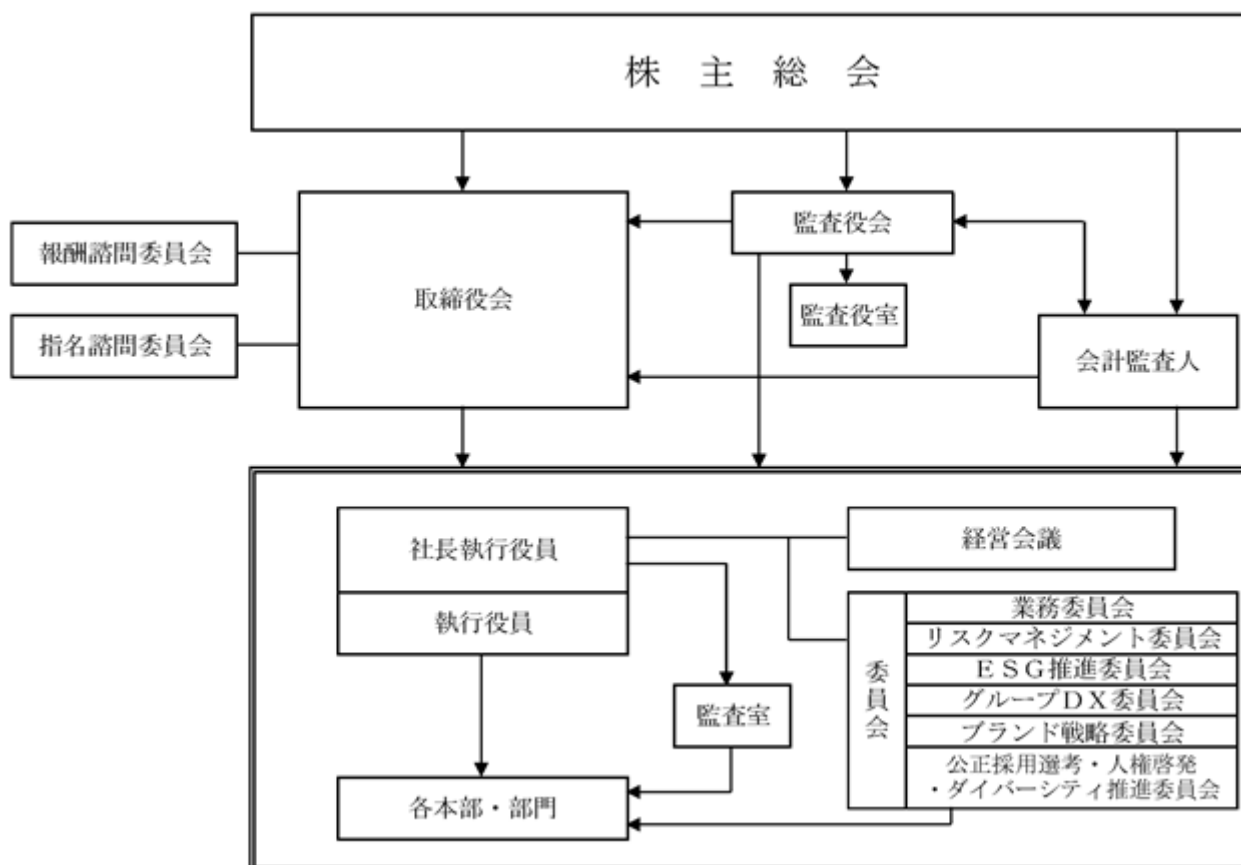 株主総会
監査役会
報酬諮問委員会
取締役会
監査役室
指名諮問委員会
会計監査人
社長執行役員
経営会議
執行役員
委員会
業務委員会
リスクマネジメント委員会
ESG推進委員会
グループDX委員会
ブランド戦略委員会
公正採用選考・人権啓発
・ダイバーシティ推進委員会
監査室
各本部・部門